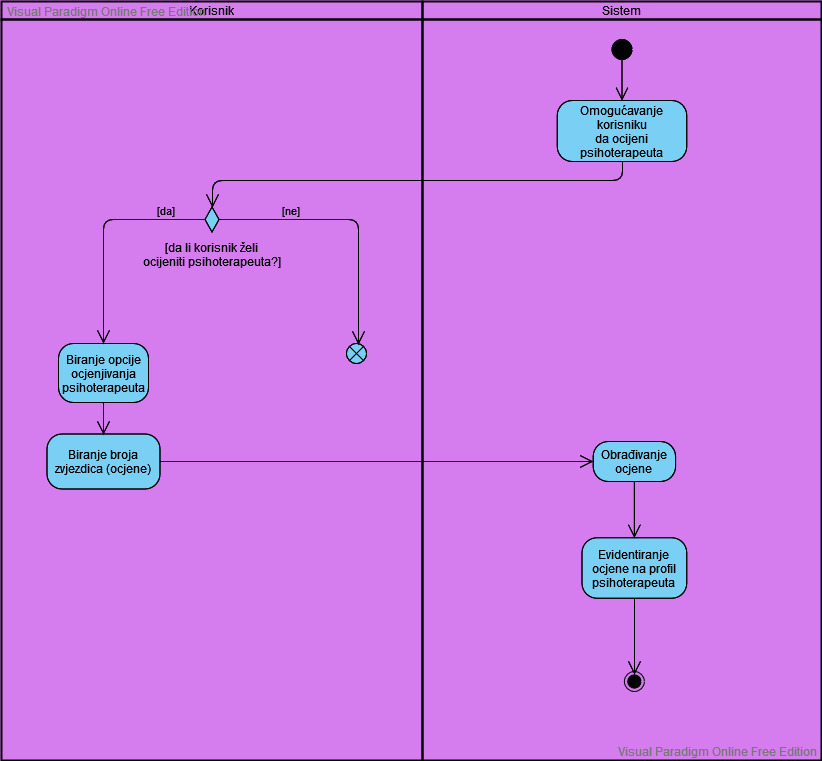 Visual Paradigm Online Free Edition
Korisnik
Sistem
Omogućavanje
korisniku
da ocijeni
psihoterapeuta
[da]
[ne]
[da li korisnik želi
ocijeniti psihoterapeuta?]
Biranje opcije
ocjenjivanja
psihoterapeuta
Biranje broja
zvjezdica (ocjene)
Obrađivanje
ocjene
Evidentiranje
ocjene na profil
psihoterapeuta
Visual Paradigm Online Free Edition